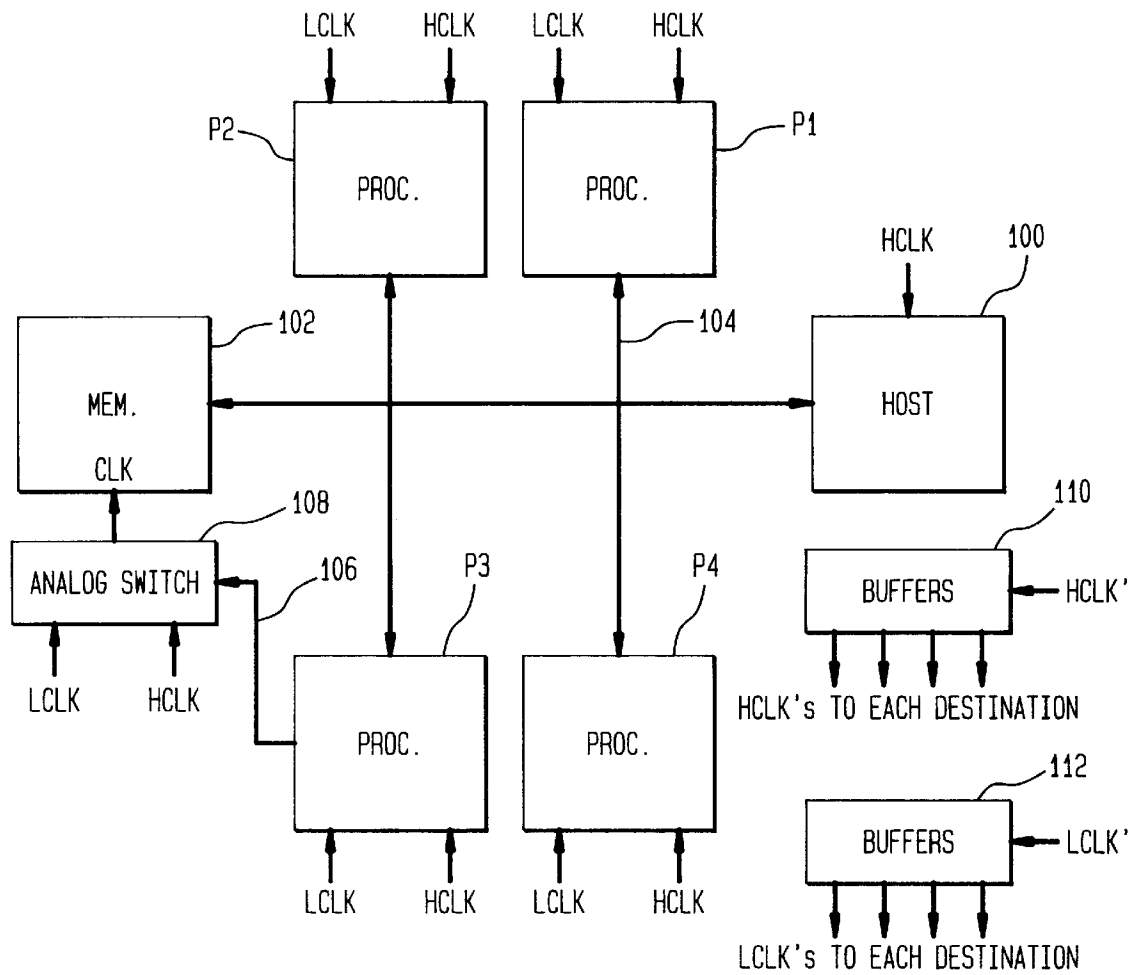 LCLK HCLK LCLK HCLK
P2 PROC. PROC. P1
HCLK 100
102 104
MEM. HOST
CLK
108 110
ANALOG SWITCH 106 P3 P4 BUFFERS HCLK'
LCLK HCLK HCLK's TO EACH DESTINATION
PROC. PROC.
112
BUFFERS LCLK'
LCLK HCLK LCLK HCLK
LCLK's TO EACH DESTINATION